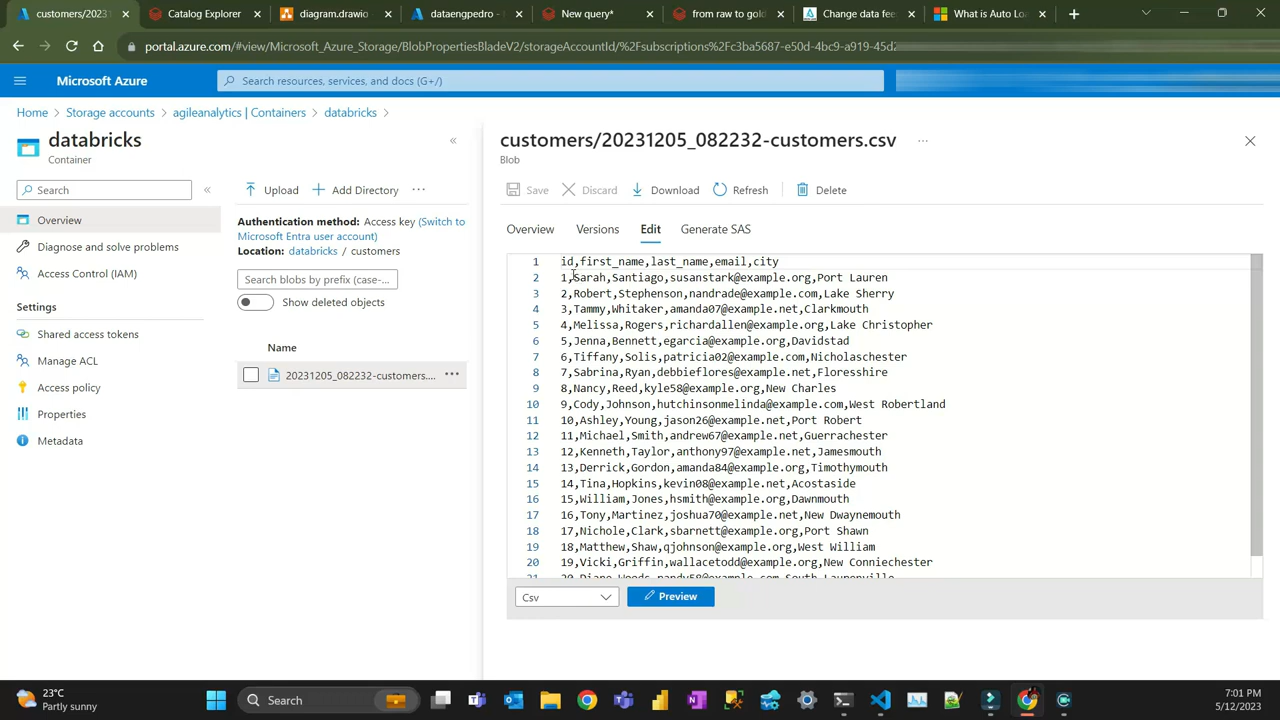 customers/20231
Catalog Explorer
diagram.drawio
dataengpedro
New query*
from raw to gold
Change data fee
What is Auto Loa
portal.azure.com/#view/Microsoft_Azure_Storage/BlobPropertiesBladeV2/storageAccountId/%2Fsubscriptions%2Fc3ba5687-e50d-4bc9-a919-45d2
Microsoft Azure
Search resources, services, and docs (G+/)
Home > Storage accounts > agileanalytics | Containers > databricks >
databricks
Container
Search
Overview
Diagnose and solve problems
Access Control (IAM)
Settings
Shared access tokens
Manage ACL
Access policy
Properties
Metadata
Upload
Add Directory
Authentication method: Access key (Switch to
Microsoft Entra user account)
Location: databricks / customers
Search blobs by prefix (case-...
Show deleted objects
Name
20231205_082232-customers....
customers/20231205_082232-customers.csv
Blob
Save
Discard
Download
Refresh
Delete
Overview
Versions
Edit
Generate SAS
1 id,first_name,last_name,email,city
2 1,Sarah,Santiago,susanstark@example.org,Port Lauren
3 2,Robert,Stephenson,nandrade@example.com,Lake Sherry
4 3,Tammy,Whitaker,amanda07@example.net,Clarkmouth
5 4,Melissa,Rogers,richardallen@example.org,Lake Christopher
6 5,Jenna,Bennett,egarcia@example.org,Davidstad
7 6,Tiffany,Solis,patricia02@example.com,Nicholaschester
8 7,Sabrina,Ryan,debbieflores@example.net,Floresshire
9 8,Nancy,Reed,kyle58@example.org,New Charles
10 9,Cody,Johnson,hutchinsonmelinda@example.com,West Robertland
11 10,Ashley,Young,jason26@example.net,Port Robert
12 11,Michael,Smith,andrew67@example.net,Guerrachester
13 12,Kenneth,Taylor,anthony97@example.net,Jamesmouth
14 13,Derrick,Gordon,amanda84@example.org,Timothymouth
15 14,Tina,Hopkins,kevin08@example.net,Acostaside
16 15,William,Jones,hsmith@example.org,Dawnmouth
17 16,Tony,Martinez,joshua70@example.net,New Dwaynemouth
18 17,Nichole,Clark,sbarnett@example.org,Port Shawn
19 18,Matthew,Shaw,qjohnson@example.org,West William
20 19,Vicki,Griffin,wallacetodd@example.org,New Conniechester
21 20,Diane,Woods,randy58@example.com,South Laurenville
Csv
Preview
23°C
Partly sunny
Search
7:01 PM
5/12/2023